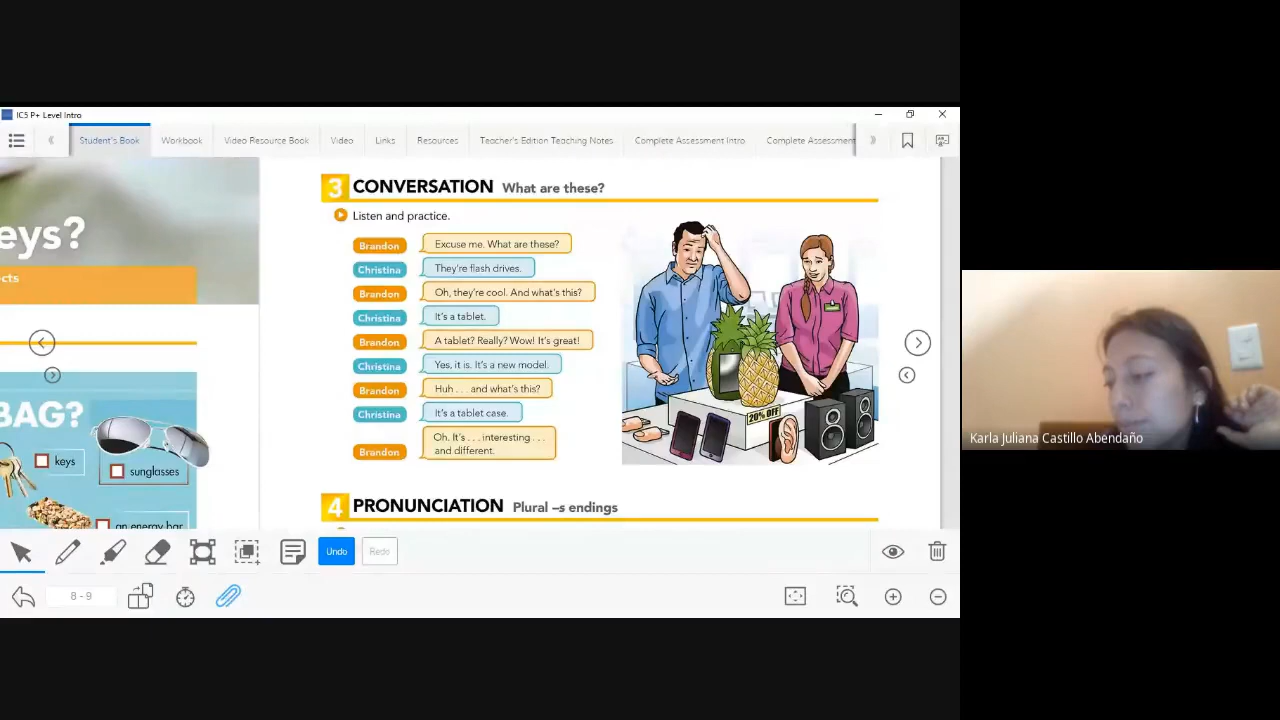 IC5 P+ Level Intro
Student's Book
Workbook
Video Resource Book
Video
Links
Resources
Teacher's Edition Teaching Notes
Complete Assessment Intro
Complete Assessment
eys?
cts
BAG?
keys
sunglasses
an energy bar
3 CONVERSATION What are these?
Listen and practice.
Brandon Excuse me. What are these?
Christina They're flash drives.
Brandon Oh, they're cool. And what's this?
Christina It's a tablet.
Brandon A tablet? Really? Wow! It's great!
Christina Yes, it is. It's a new model.
Brandon Huh . . . and what's this?
Christina It's a tablet case.
Brandon Oh. It's . . . interesting . . .
and different.
20% OFF
4 PRONUNCIATION Plural –s endings
Undo
Redo
8 - 9
Karla Juliana Castillo Abendaño